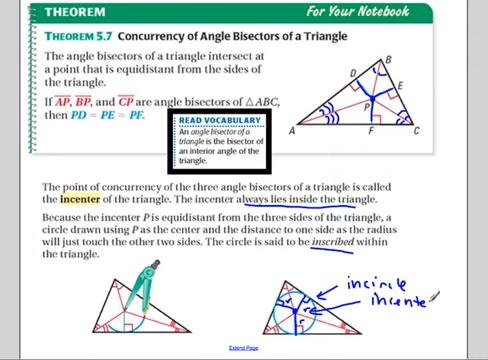 THEOREM For Your Notebook
THEOREM 5.7 Concurrency of Angle Bisectors of a Triangle
The angle bisectors of a triangle intersect at
a point that is equidistant from the sides of
the triangle.
If AP, BP, and CP are angle bisectors of △ABC,
then PD = PE = PF.
B
D
E
P
A
F
C
READ VOCABULARY
An angle bisector of a
triangle is the bisector of
an interior angle of the
triangle.
The point of concurrency of the three angle bisectors of a triangle is called
the incenter of the triangle. The incenter always lies inside the triangle.
Because the incenter P is equidistant from the three sides of the triangle, a
circle drawn using P as the center and the distance to one side as the radius
will just touch the other two sides. The circle is said to be inscribed within
the triangle.
incircle
incente
r
r
r
Extend Page